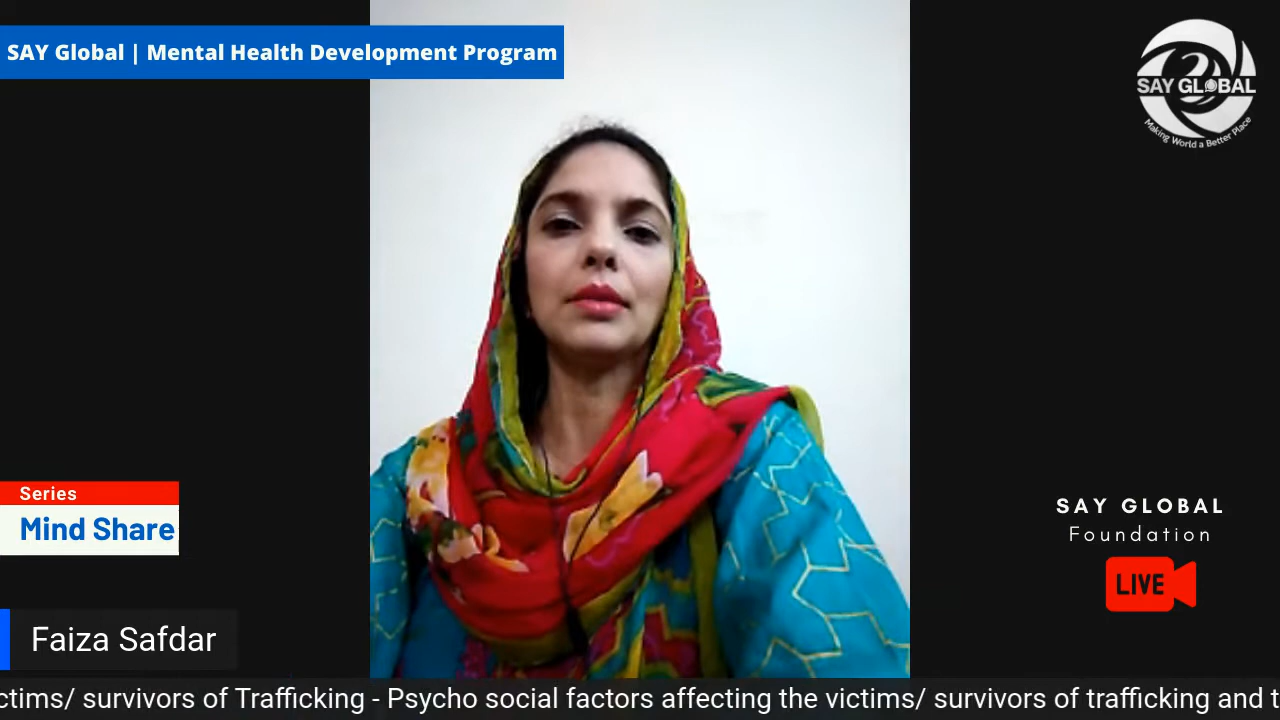 SAY Global | Mental Health Development Program
SAY GLOBAL
Making World a Better Place
Series
Mind Share
SAY GLOBAL
Foundation
LIVE
Faiza Safdar
ctims/ survivors of Trafficking - Psycho social factors affecting the victims/ survivors of trafficking and t